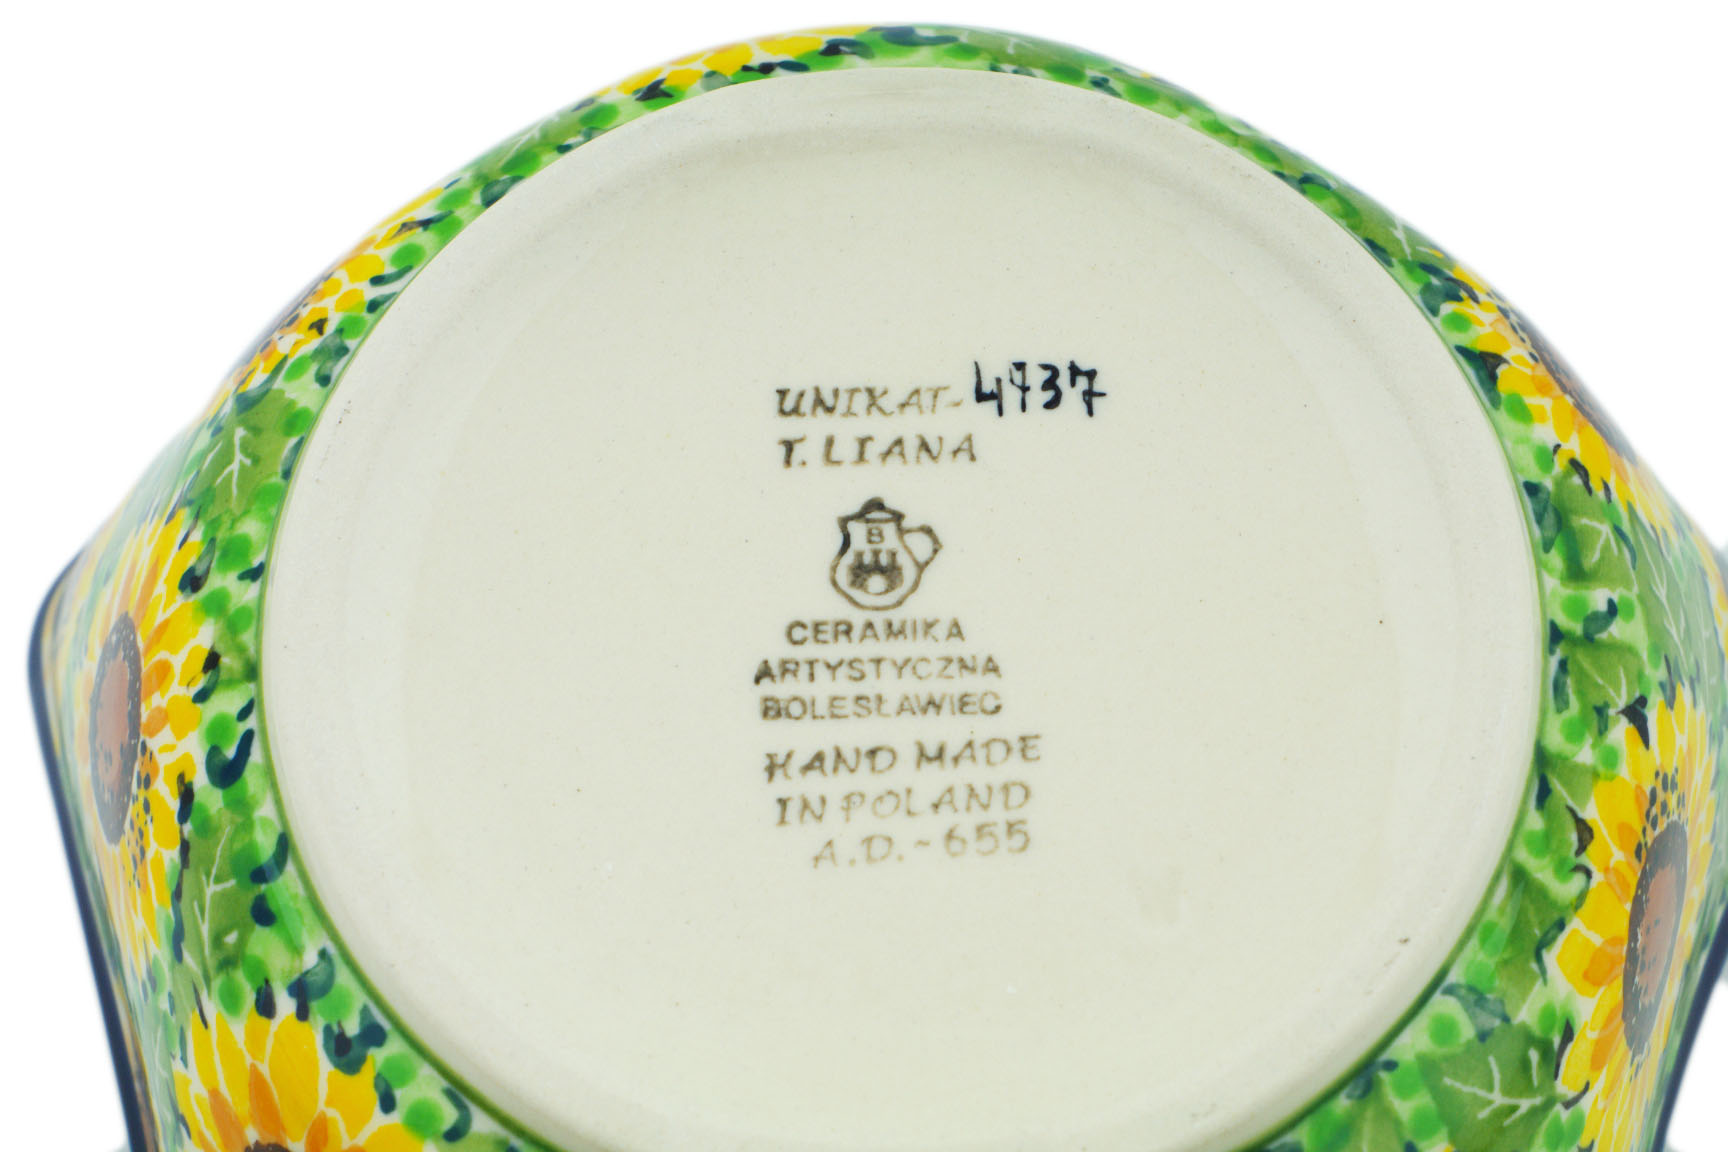 UNIKAT-4737
T. LIANA
B
CERAMIKA
ARTYSTYCZNA
BOLESŁAWIEC
HAND MADE
IN POLAND
A.D.-655